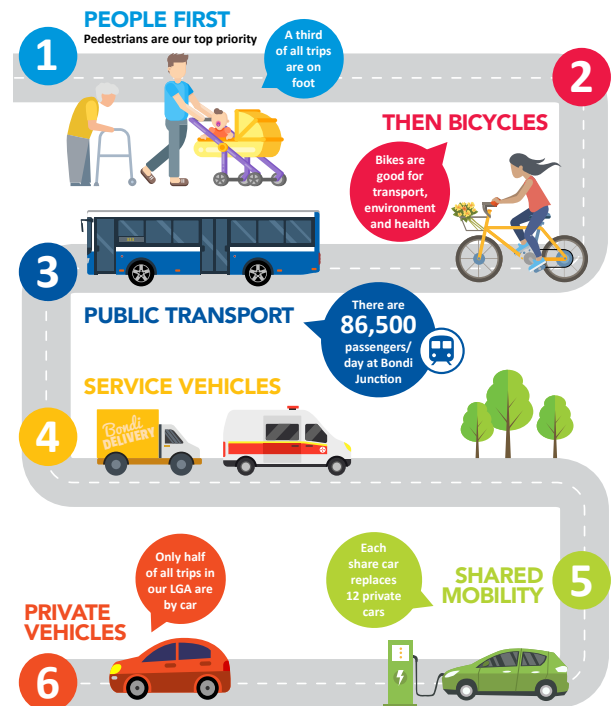 1
PEOPLE FIRST
Pedestrians are our top priority
A third
of all trips
are on
foot
2
THEN BICYCLES
Bikes are
good for
transport,
environment
and health
3
PUBLIC TRANSPORT
There are
86,500
passengers/
day at Bondi
Junction
4
SERVICE VEHICLES
Bondi
DELIVERY
5
SHARED
MOBILITY
Each
share car
replaces
12 private
cars
6
PRIVATE
VEHICLES
Only half
of all trips in
our LGA are
by car